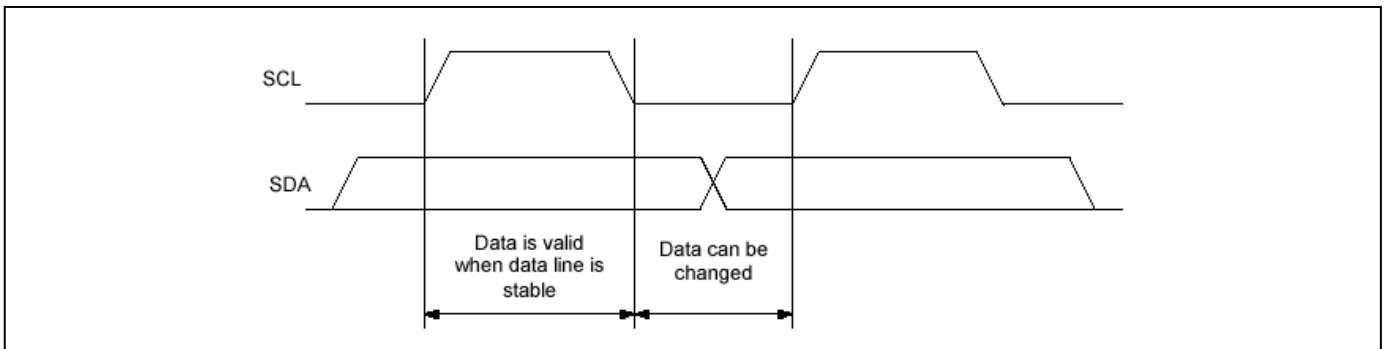 SCL
SDA
Data is valid
when data line is
stable
Data can be
changed